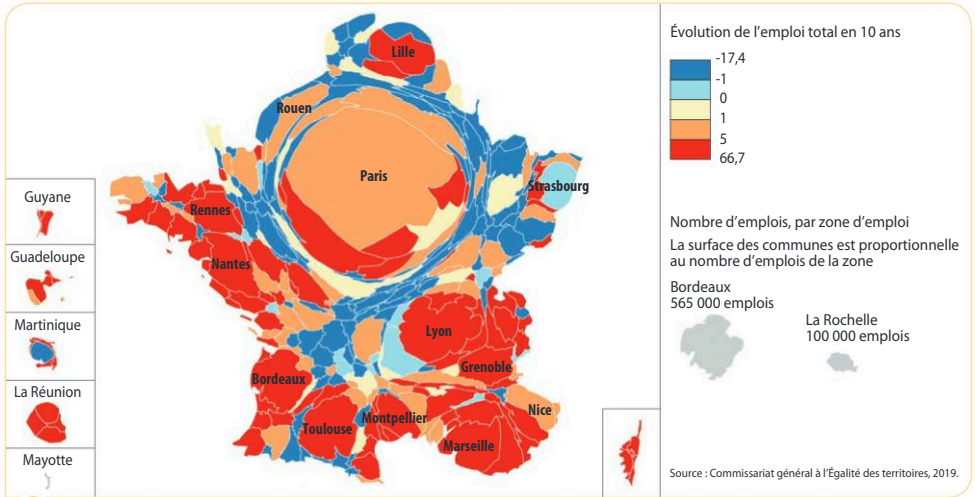 Évolution de l'emploi total en 10 ans
-17,4
-1
0
1
5
66,7
Nombre d'emplois, par zone d'emploi
La surface des communes est proportionnelle
au nombre d'emplois de la zone
Bordeaux
565 000 emplois
La Rochelle
100 000 emplois
Source : Commissariat général à l'Égalité des territoires, 2019.
Lille
Rouen
Paris
Strasbourg
Rennes
Nantes
Lyon
Grenoble
Bordeaux
Toulouse
Montpellier
Marseille
Nice
Guyane
Guadeloupe
Martinique
La Réunion
Mayotte